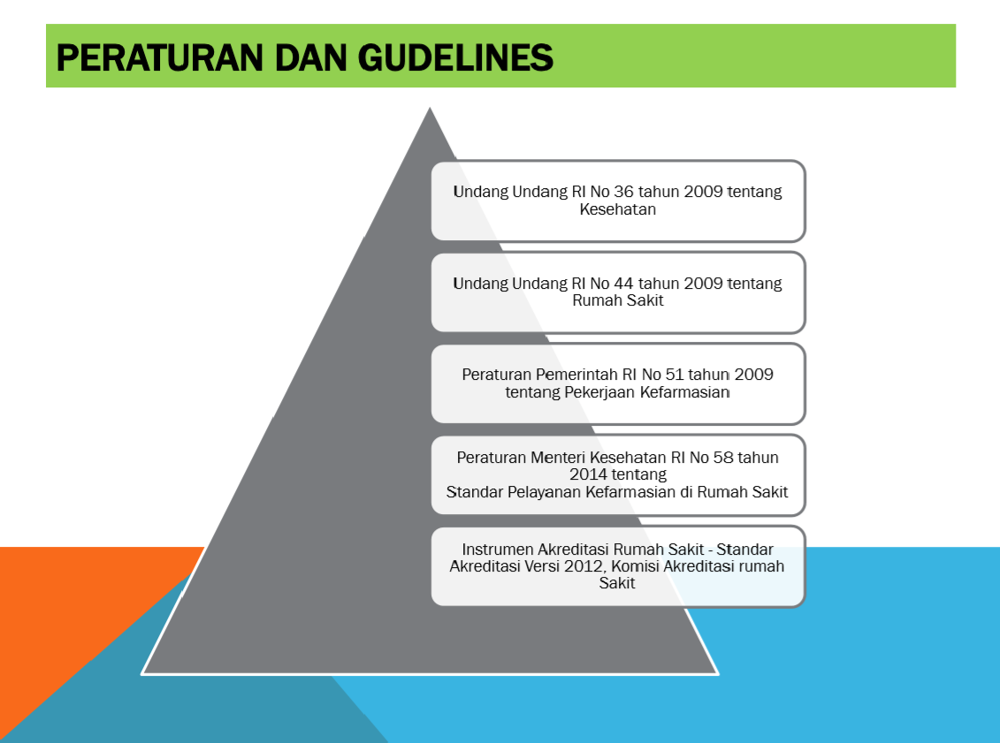 PERATURAN DAN GUDELINES
Undang Undang RI No 36 tahun 2009 tentang
Kesehatan
Undang Undang RI No 44 tahun 2009 tentang
Rumah Sakit
Peraturan Pemerintah RI No 51 tahun 2009
tentang Pekerjaan Kefarmasian
Peraturan Menteri Kesehatan RI No 58 tahun
2014 tentang
Standar Pelayanan Kefarmasian di Rumah Sakit
Instrumen Akreditasi Rumah Sakit - Standar
Akreditasi Versi 2012, Komisi Akreditasi rumah
Sakit